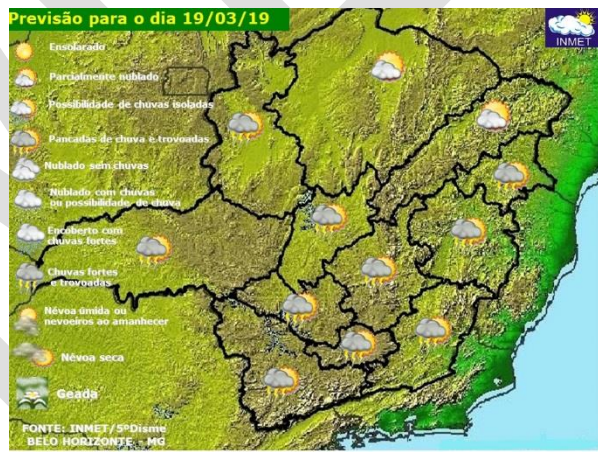 Previsão para o dia 19/03/19
INMET
Ensolarado
Parcialmente nublado
Possibilidade de chuvas isoladas
Pancadas de chuva e trovoadas
Nublado sem chuvas
Nublado com chuvas
ou possibilidade de chuva
Encoberto com
chuvas fortes
Chuvas fortes
e trovoadas
Névoa úmida ou
nevoeiros ao amanhecer
Névoa seca
Geada
FONTE: INMET/5ºDisme
BELO HORIZONTE - MG